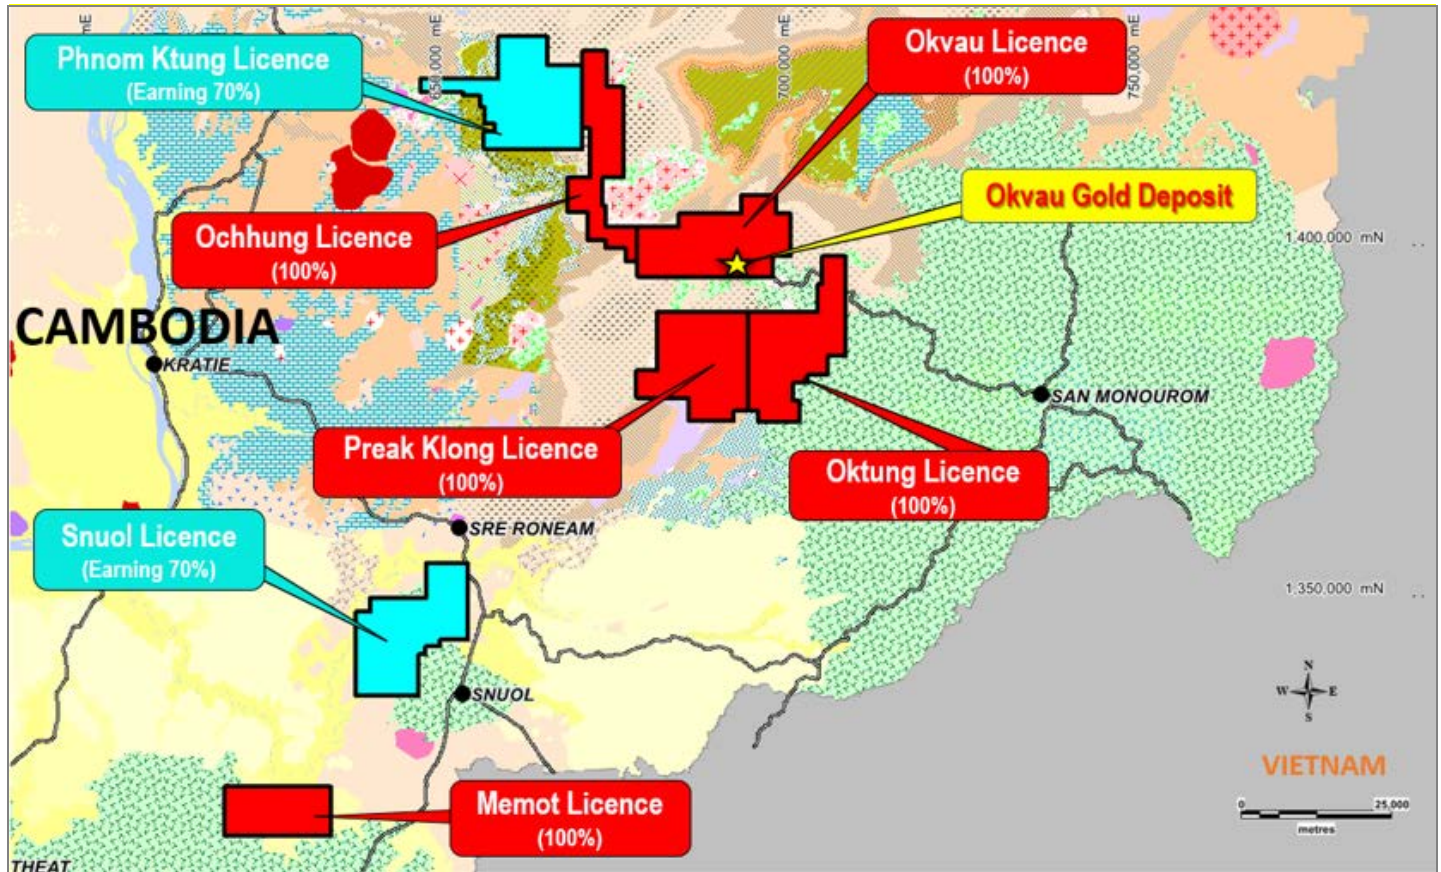 mE
650,000
mE
700,000
mE
750,000
Phnom Ktung Licence
(Earning 70%)
Okvau Licence
(100%)
Okvau Gold Deposit
Ochhung Licence
(100%)
1,400,000 mN
CAMBODIA
KRATIE
SAN MONOUROM
Preak Klong Licence
(100%)
Oktung Licence
(100%)
SRE RONEAM
Snuol Licence
(Earning 70%)
1,350,000 mN
SNUOL
N
W
E
S
VIETNAM
0
25,000
metres
Memot Licence
(100%)
THEAT